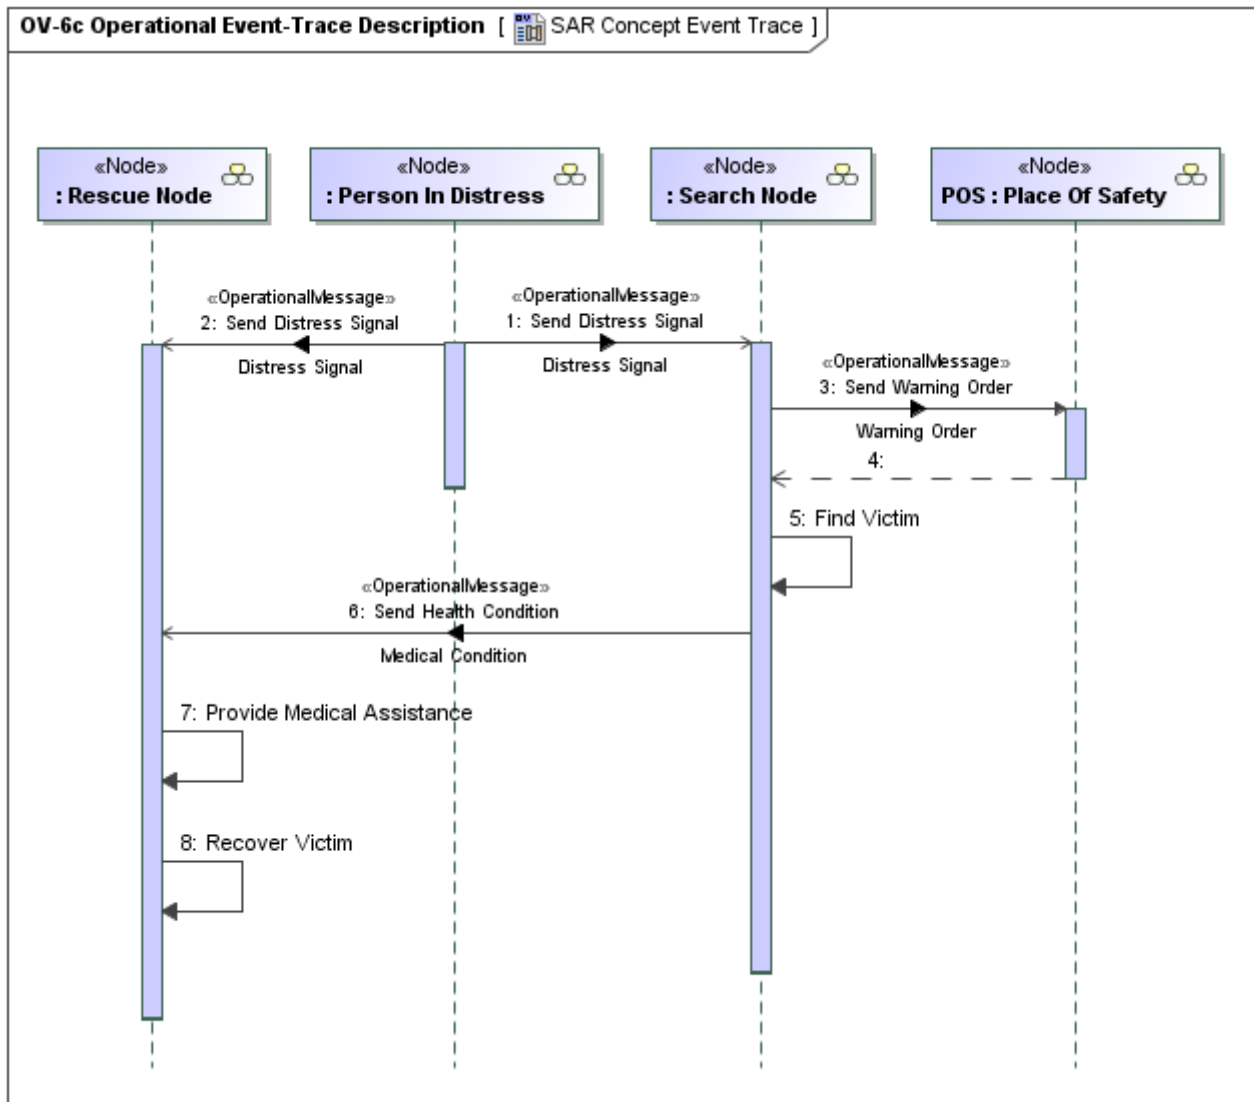 OV-6c Operational Event-Trace Description [ OV SAR Concept Event Trace ]
«Node»
: Rescue Node
«Node»
: Person In Distress
«Node»
: Search Node
«Node»
POS : Place Of Safety
«OperationalMessage»
2: Send Distress Signal
Distress Signal
«OperationalMessage»
1: Send Distress Signal
Distress Signal
«OperationalMessage»
3: Send Warning Order
Warning Order
4:
5: Find Victim
«OperationalMessage»
6: Send Health Condition
Medical Condition
7: Provide Medical Assistance
8: Recover Victim